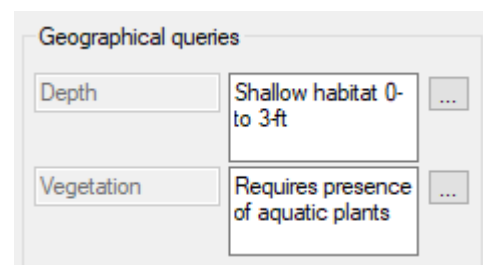 Geographical queries
Depth
Shallow habitat 0-
to 3-ft
...
Vegetation
Requires presence
of aquatic plants
...